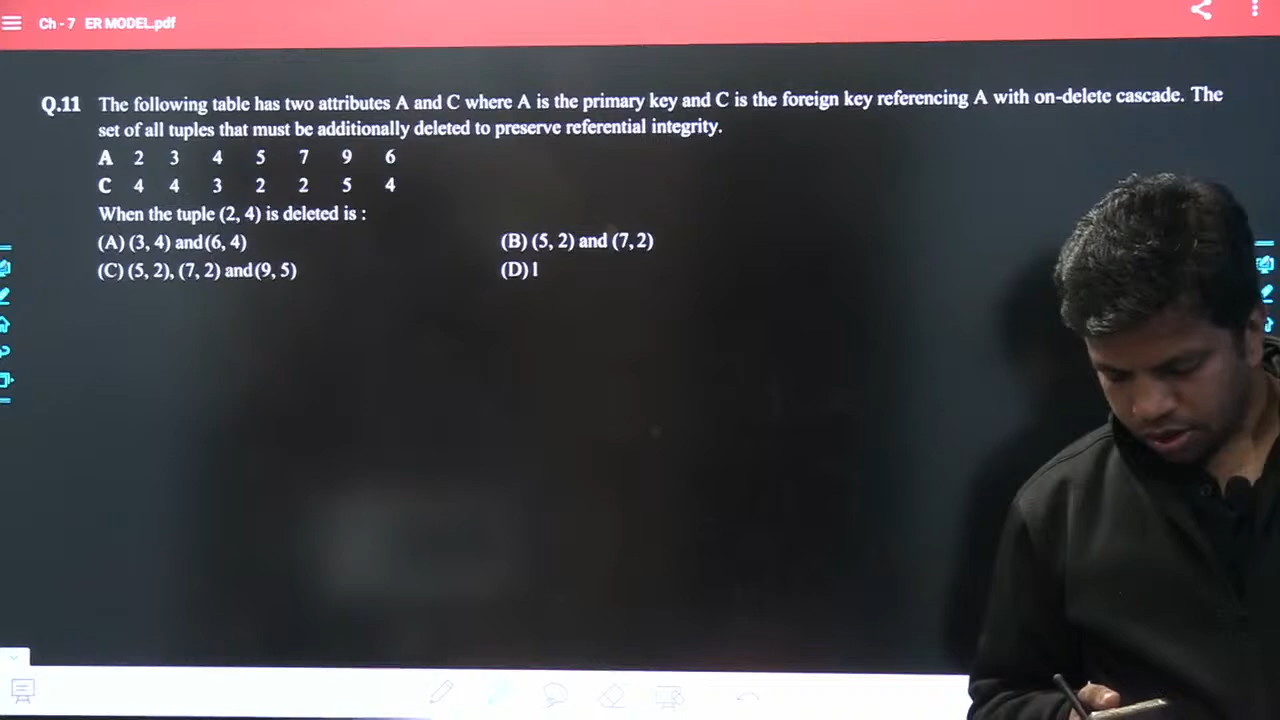 Ch - 7 ER MODEL.pdf
Q.11 The following table has two attributes A and C where A is the primary key and C is the foreign key referencing A with on-delete cascade. The
set of all tuples that must be additionally deleted to preserve referential integrity.
A 2 3 4 5 7 9 6
C 4 4 3 2 2 5 4
When the tuple (2, 4) is deleted is :
(A) (3, 4) and (6, 4) (B) (5, 2) and (7, 2)
(C) (5, 2), (7, 2) and (9, 5) (D) l